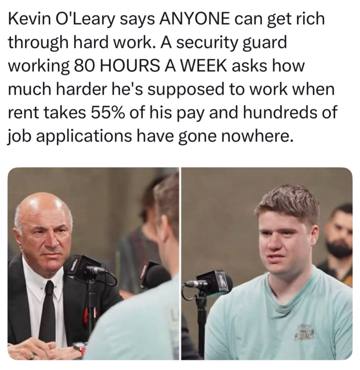 Kevin O'Leary says ANYONE can get rich
through hard work. A security guard
working 80 HOURS A WEEK asks how
much harder he's supposed to work when
rent takes 55% of his pay and hundreds of
job applications have gone nowhere.